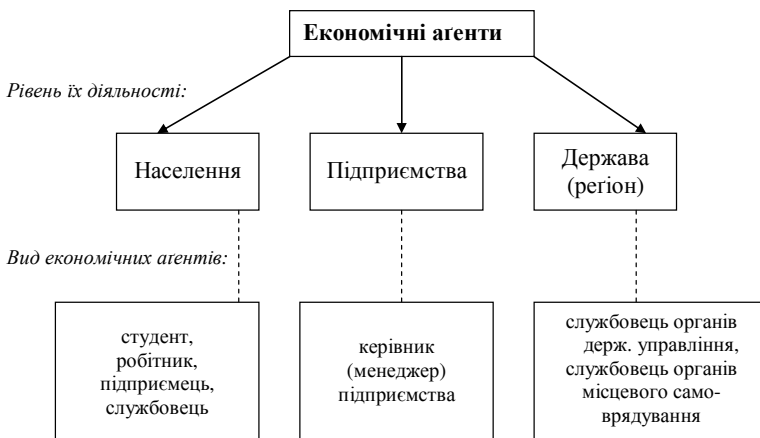 Економічні аґенти
Рівень їх діяльності:
Населення
Підприємства
Держава
(реґіон)
Вид економічних аґентів:
студент,
робітник,
підприємець,
службовець
керівник
(менеджер)
підприємства
службовець органів
держ. управління,
службовець органів
місцевого само-
врядування